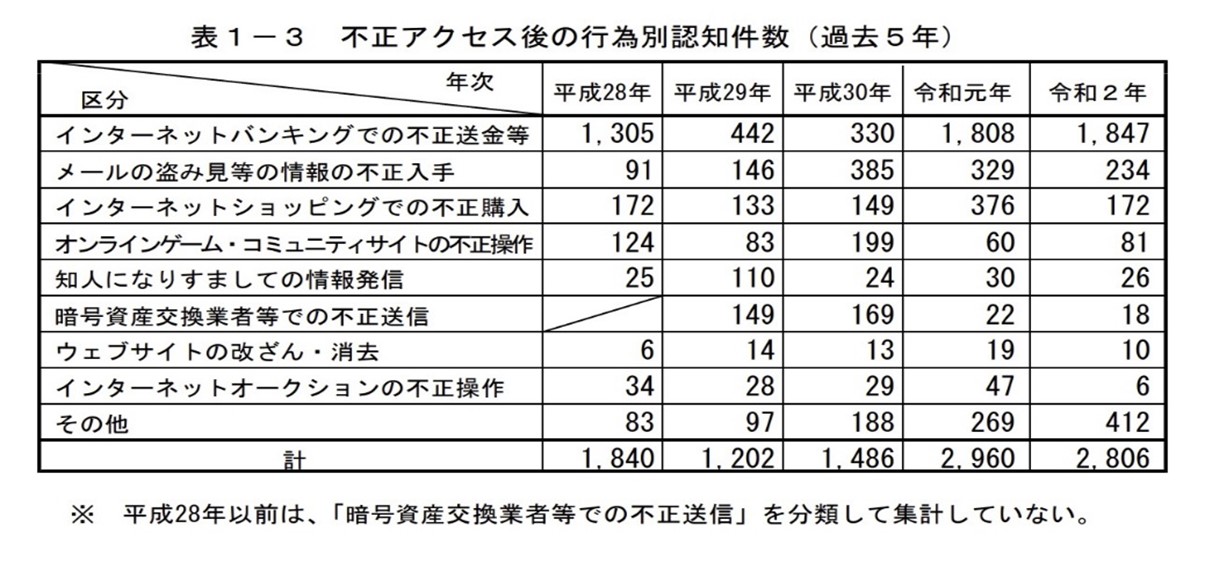 表１－３　不正アクセス後の行為別認知件数（過去５年）
区分 年次 平成28年 平成29年 平成30年 令和元年 令和２年
インターネットバンキングでの不正送金等 1,305 442 330 1,808 1,847
メールの盗み見等の情報の不正入手 91 146 385 329 234
インターネットショッピングでの不正購入 172 133 149 376 172
オンラインゲーム・コミュニティサイトの不正操作 124 83 199 60 81
知人になりすましての情報発信 25 110 24 30 26
暗号資産交換業者等での不正送信 149 169 22 18
ウェブサイトの改ざん・消去 6 14 13 19 10
インターネットオークションの不正操作 34 28 29 47 6
その他 83 97 188 269 412
計 1,840 1,202 1,486 2,960 2,806
※　平成28年以前は、「暗号資産交換業者等での不正送信」を分類して集計していない。